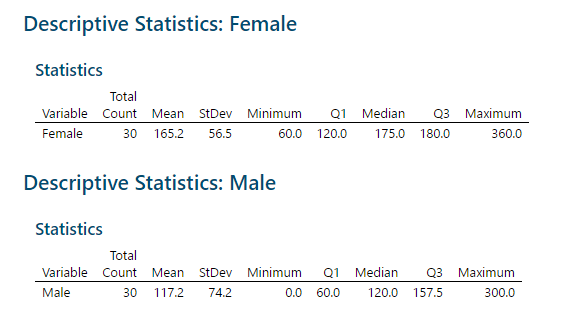 Descriptive Statistics: Female
Statistics
Total
Variable Count Mean StDev Minimum Q1 Median Q3 Maximum
Female 30 165.2 56.5 60.0 120.0 175.0 180.0 360.0
Descriptive Statistics: Male
Statistics
Total
Variable Count Mean StDev Minimum Q1 Median Q3 Maximum
Male 30 117.2 74.2 0.0 60.0 120.0 157.5 300.0